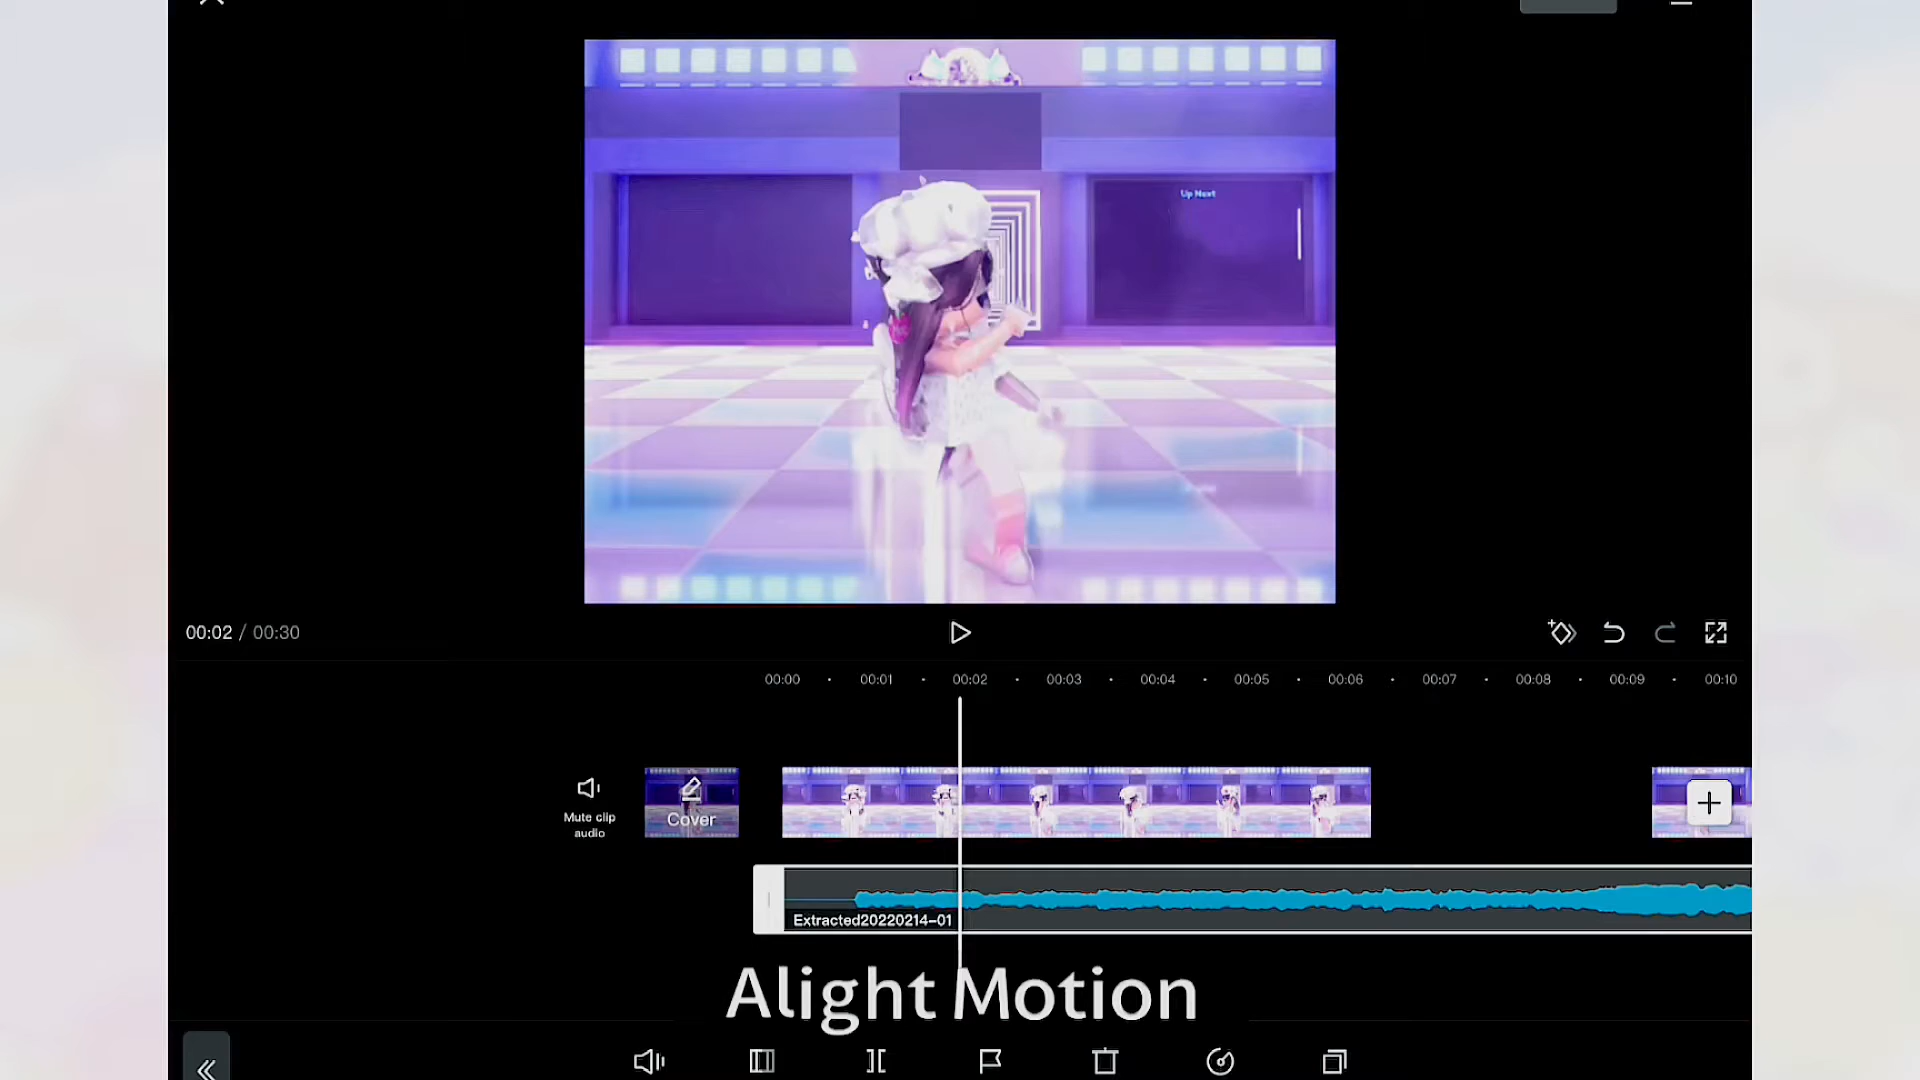 Up Next
00:02 / 00:30
00:00 00:01 00:02 00:03 00:04 00:05 00:06 00:07 00:08 00:09 00:10
Mute clip
audio
Cover
Extracted20220214-01
Alight Motion